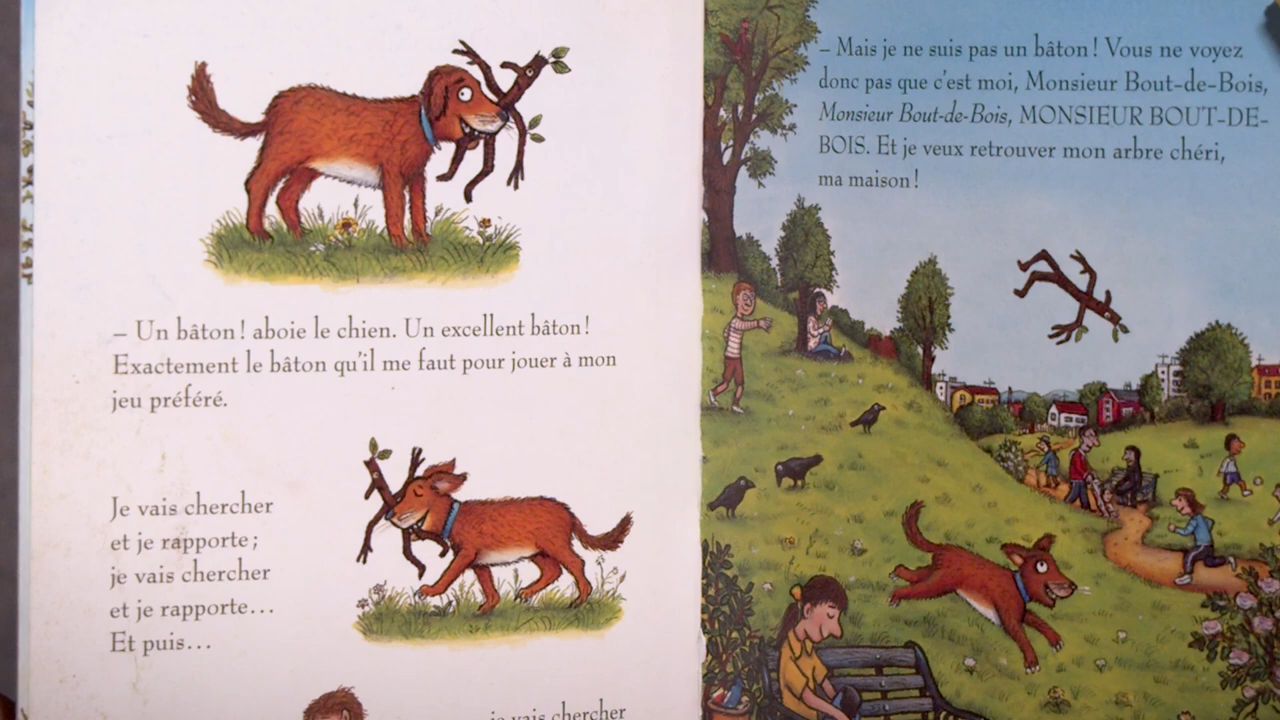 – Un bâton ! aboie le chien. Un excellent bâton !
Exactement le bâton qu'il me faut pour jouer à mon
jeu préféré.
Je vais chercher
et je rapporte ;
je vais chercher
et je rapporte…
Et puis…
je vais chercher
– Mais je ne suis pas un bâton ! Vous ne voyez
donc pas que c'est moi, Monsieur Bout-de-Bois,
Monsieur Bout-de-Bois, MONSIEUR BOUT-DE-
BOIS. Et je veux retrouver mon arbre chéri,
ma maison !